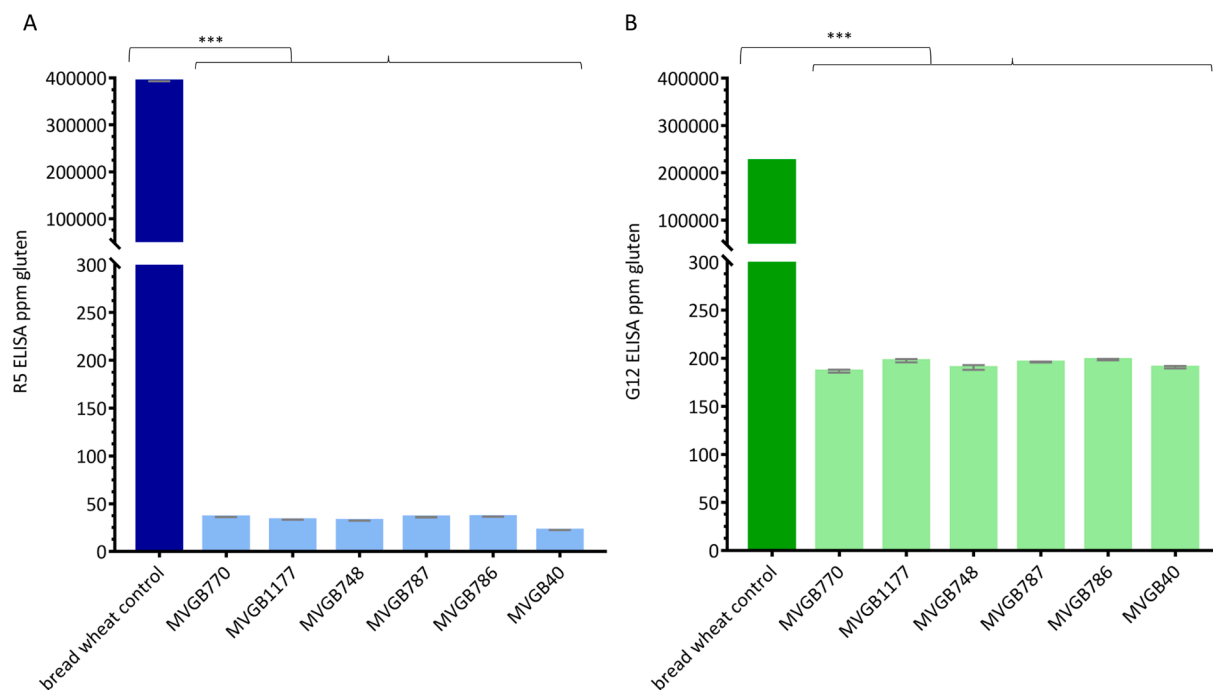 A
***
400000
300000
200000
100000
300
250
200
150
100
50
0
R5 ELISA ppm gluten
bread wheat control
MVGB770
MVGB1177
MVGB748
MVGB787
MVGB786
MVGB40
B
***
400000
300000
200000
100000
300
250
200
150
100
50
0
G12 ELISA ppm gluten
bread wheat control
MVGB770
MVGB1177
MVGB748
MVGB787
MVGB786
MVGB40